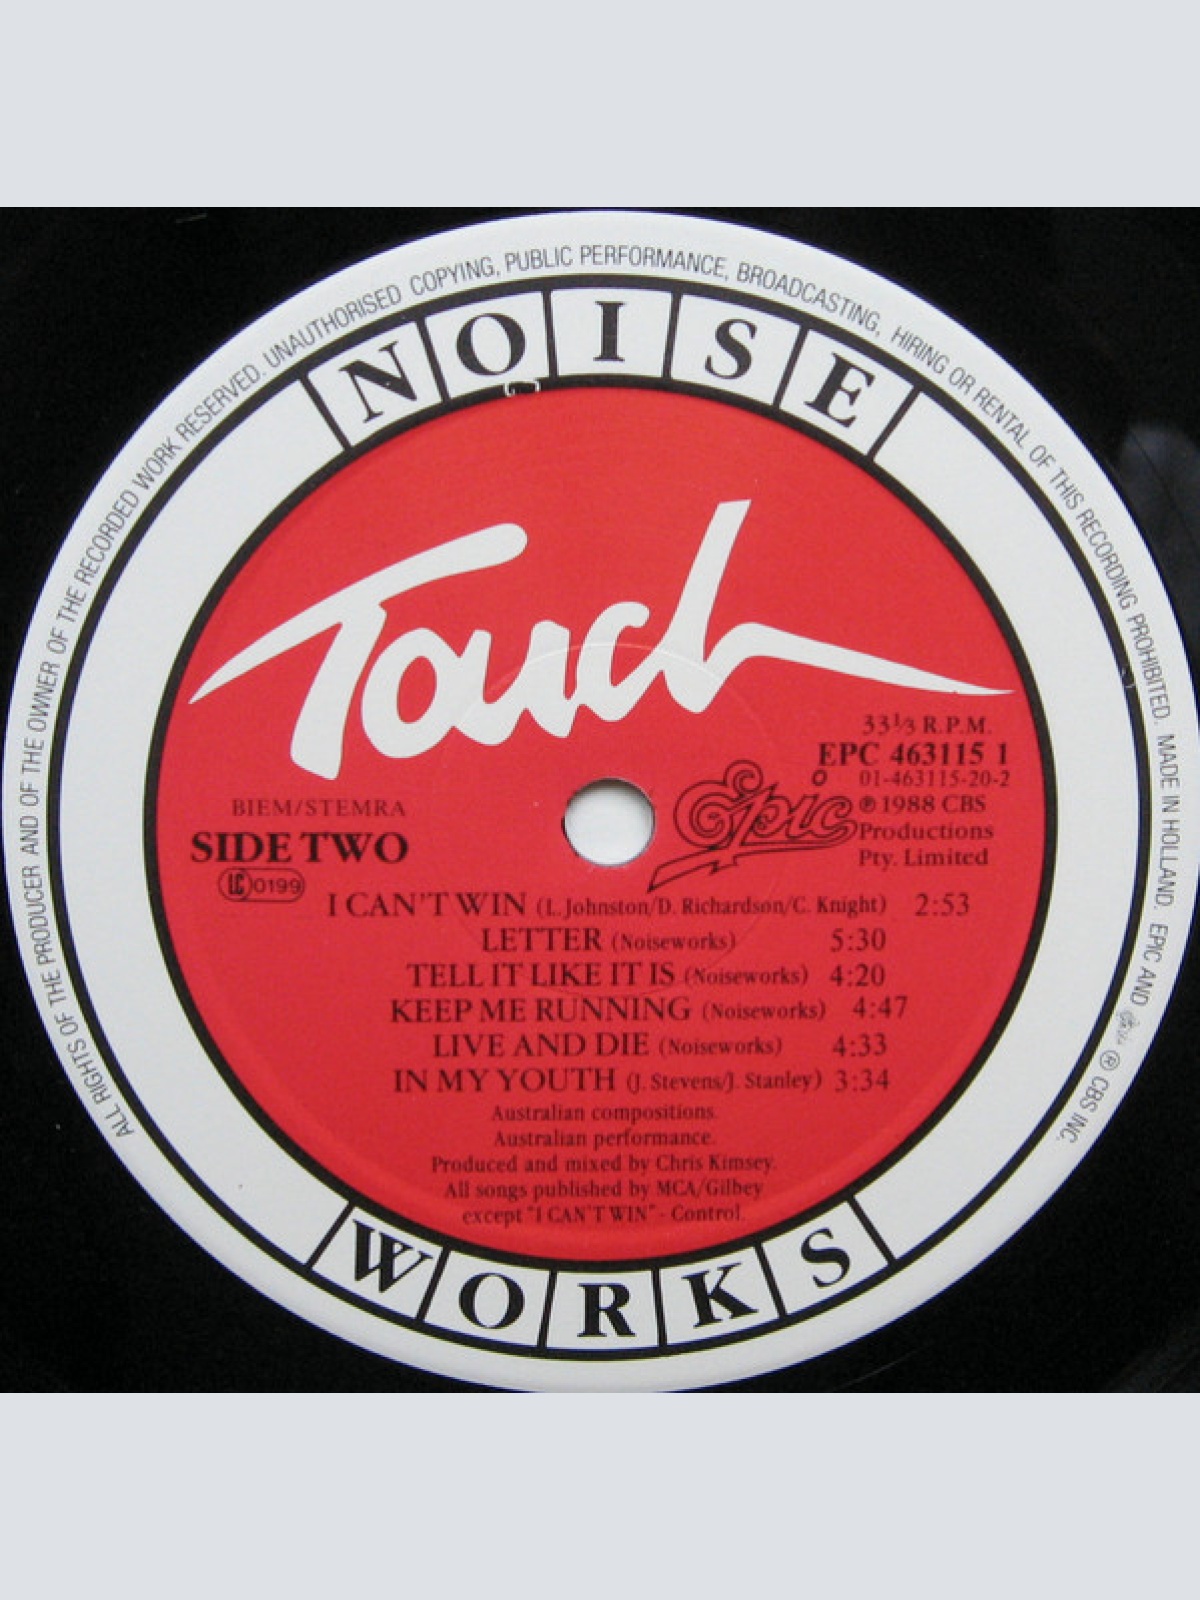 ALL RIGHTS OF THE PRODUCER AND OF THE OWNER OF THE RECORDED WORK RESERVED. UNAUTHORISED COPYING, PUBLIC PERFORMANCE, BROADCASTING, HIRING OR RENTAL OF THIS RECORDING PROHIBITED. MADE IN HOLLAND. EPIC AND Epic ® CBS INC.
NOISE
Touch
33⅓ R.P.M.
EPC 463115 1
01-463115-20-2
Epic
℗ 1988 CBS
Productions
Pty. Limited
BIEM/STEMRA
SIDE TWO
LC 0199
I CAN'T WIN (L. Johnston/D. Richardson/C. Knight) 2:53
LETTER (Noiseworks) 5:30
TELL IT LIKE IT IS (Noiseworks) 4:20
KEEP ME RUNNING (Noiseworks) 4:47
LIVE AND DIE (Noiseworks) 4:33
IN MY YOUTH (J. Stevens/J. Stanley) 3:34
Australian compositions.
Australian performance.
Produced and mixed by Chris Kimsey.
All songs published by MCA/Gilbey
except "I CAN'T WIN" - Control.
WORKS